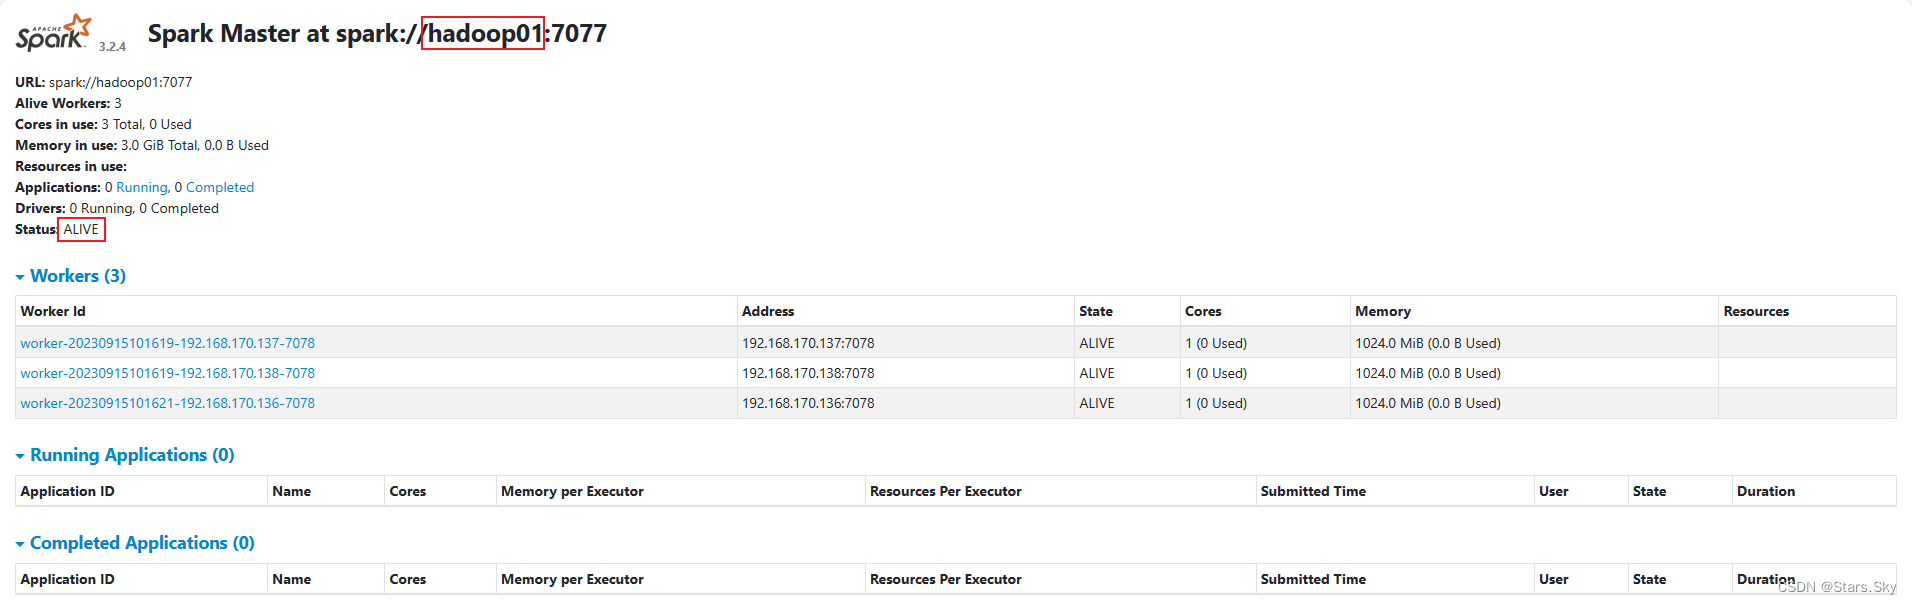 APACHE
Spark 3.2.4 Spark Master at spark://hadoop01:7077
URL: spark://hadoop01:7077
Alive Workers: 3
Cores in use: 3 Total, 0 Used
Memory in use: 3.0 GiB Total, 0.0 B Used
Resources in use:
Applications: 0 Running, 0 Completed
Drivers: 0 Running, 0 Completed
Status: ALIVE
Workers (3)
Worker Id Address State Cores Memory Resources
worker-20230915101619-192.168.170.137-7078 192.168.170.137:7078 ALIVE 1 (0 Used) 1024.0 MiB (0.0 B Used)
worker-20230915101619-192.168.170.138-7078 192.168.170.138:7078 ALIVE 1 (0 Used) 1024.0 MiB (0.0 B Used)
worker-20230915101621-192.168.170.136-7078 192.168.170.136:7078 ALIVE 1 (0 Used) 1024.0 MiB (0.0 B Used)
Running Applications (0)
Application ID Name Cores Memory per Executor Resources Per Executor Submitted Time User State Duration
Completed Applications (0)
Application ID Name Cores Memory per Executor Resources Per Executor Submitted Time User State Duration
CSDN @Stars.Sky